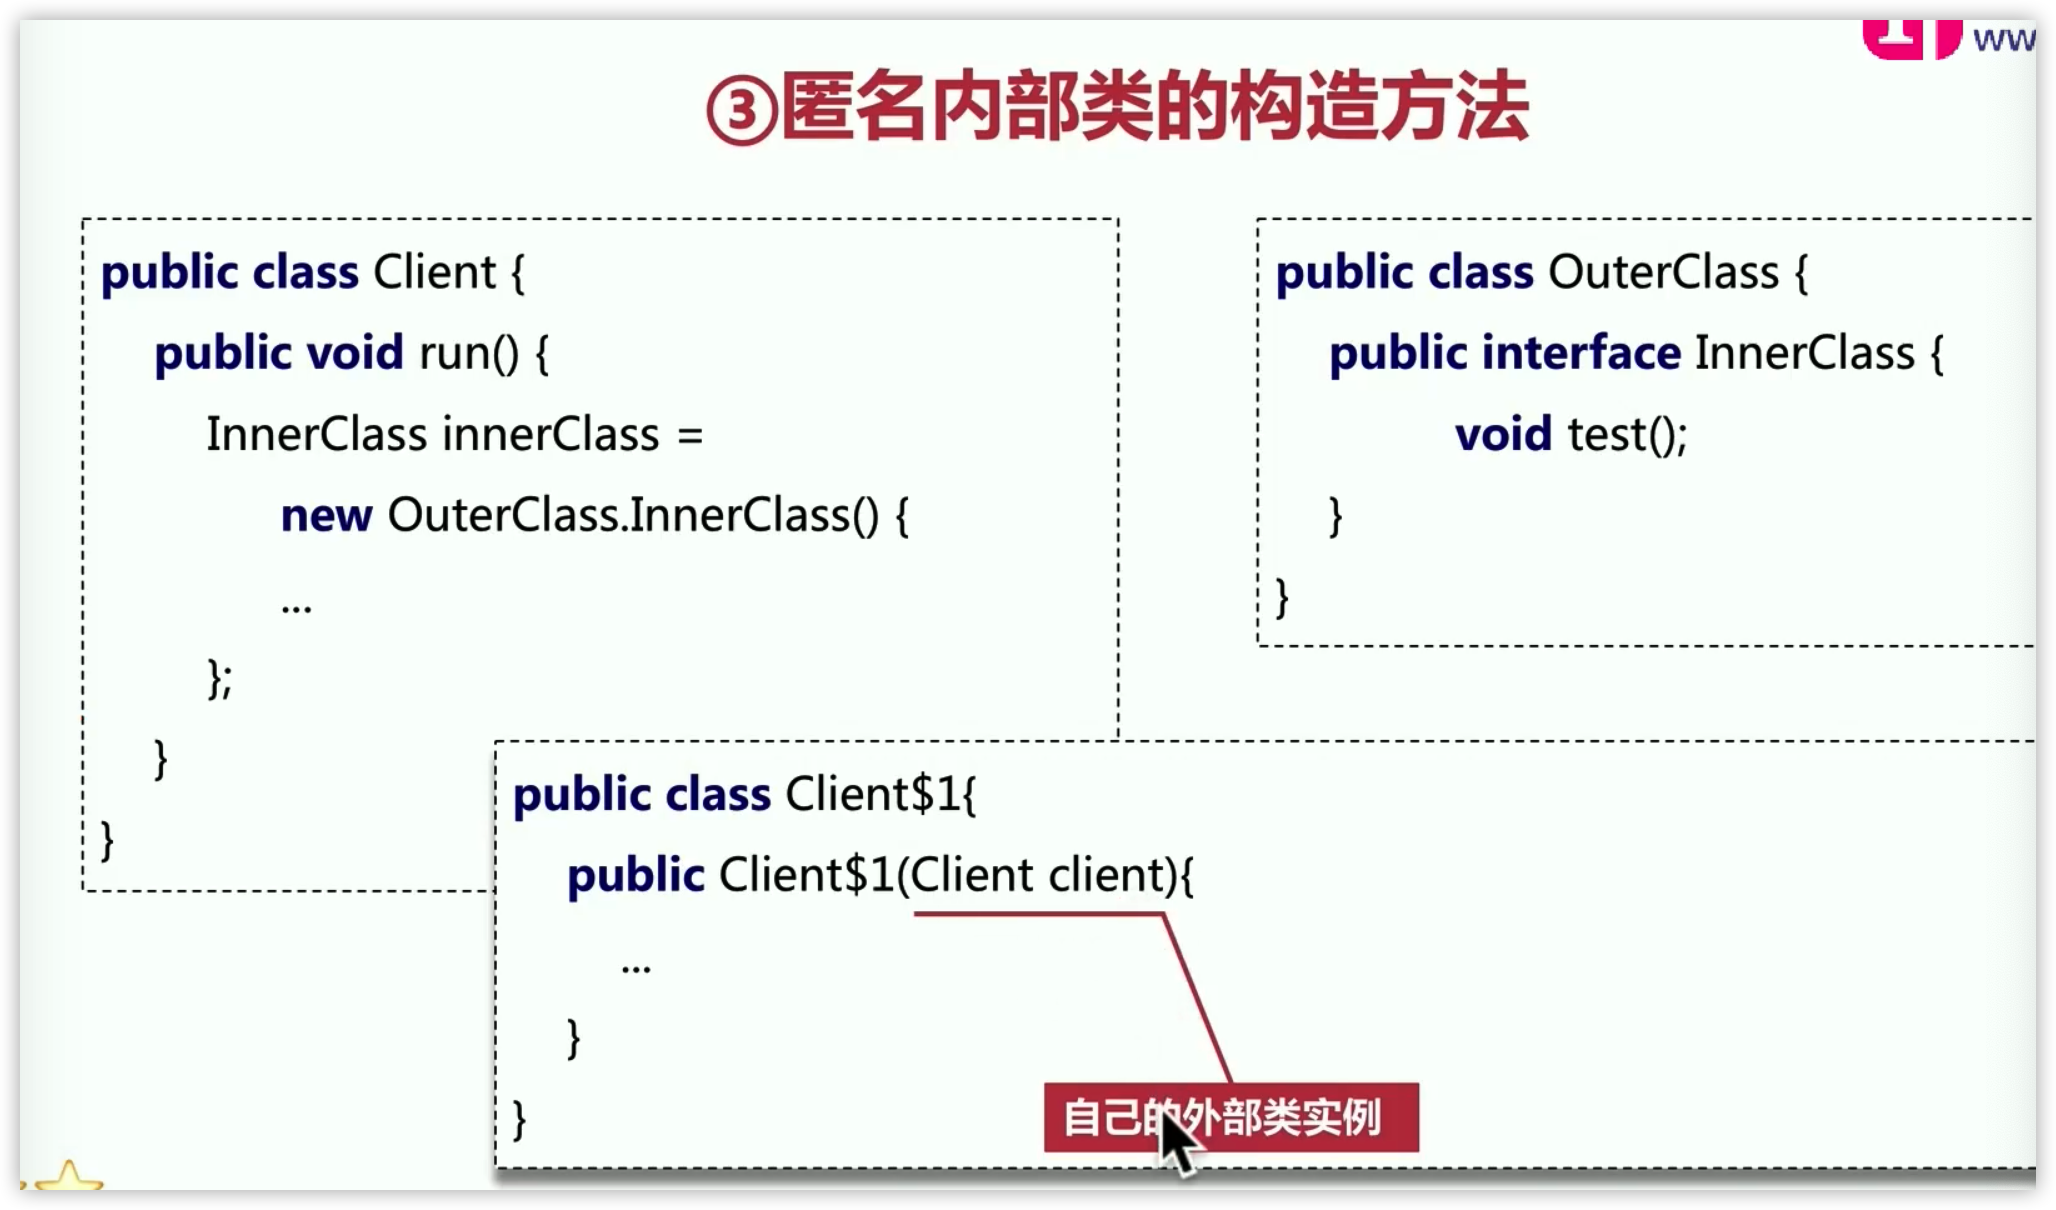 ww
③匿名内部类的构造方法
public class Client {
public void run() {
InnerClass innerClass =
new OuterClass.InnerClass() {
...
};
}
}
public class OuterClass {
public interface InnerClass {
void test();
}
}
public class Client$1{
public Client$1(Client client){
...
}
}
自己的外部类实例